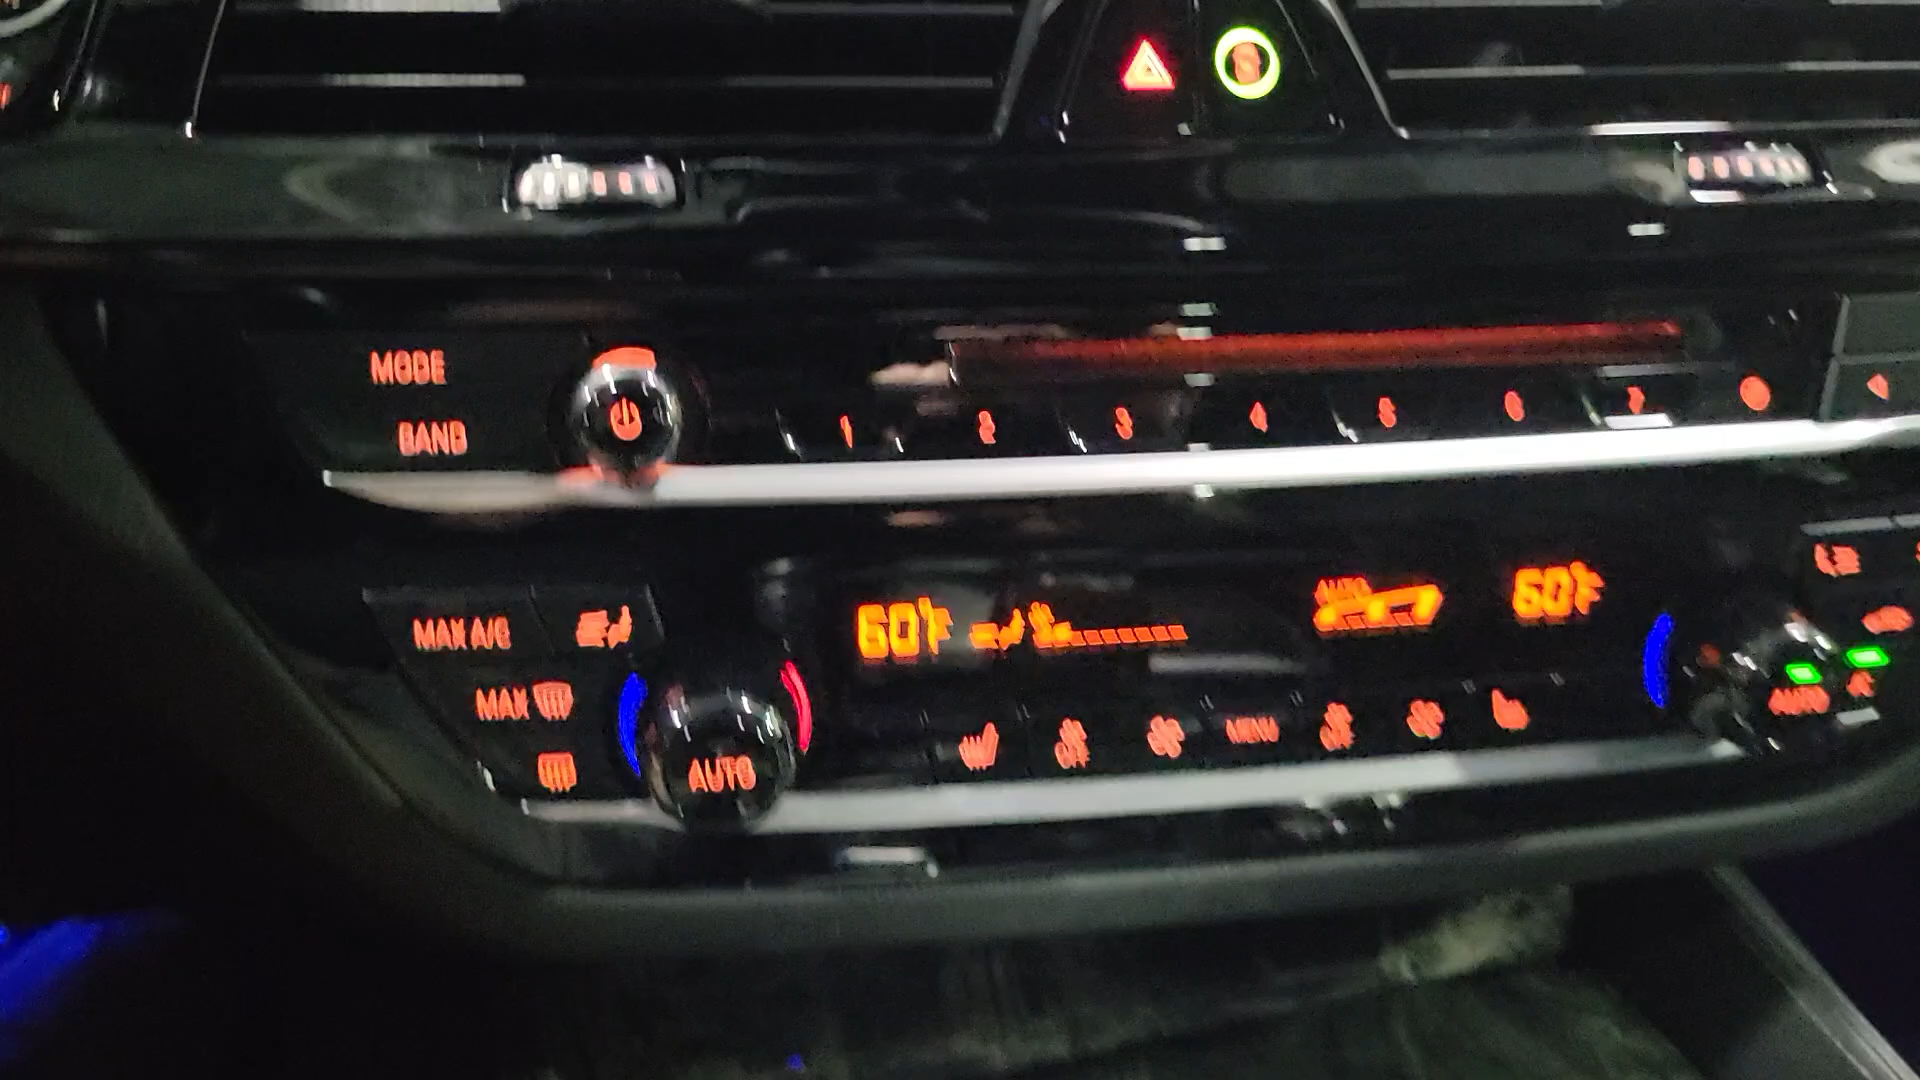 MODE
BAND
1 2 3 4 5 6 7
MAX A/C
60°F
AUTO
60°F
MAX
MENU
AUTO
AUTO